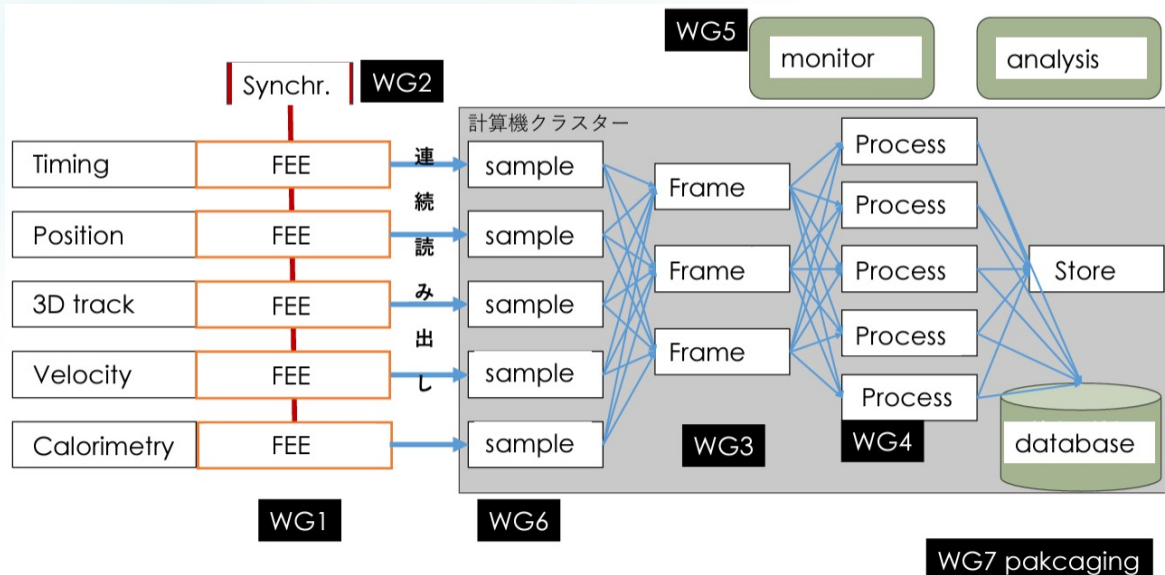 WG5
monitor
analysis
Synchr.
WG2
計算機クラスター
Timing
FEE
sample
Position
FEE
sample
3D track
FEE
sample
Velocity
FEE
sample
Calorimetry
FEE
sample
連続読み出し
Frame
Frame
Frame
Process
Process
Process
Process
Process
Store
database
WG3
WG4
WG1
WG6
WG7 pakcaging